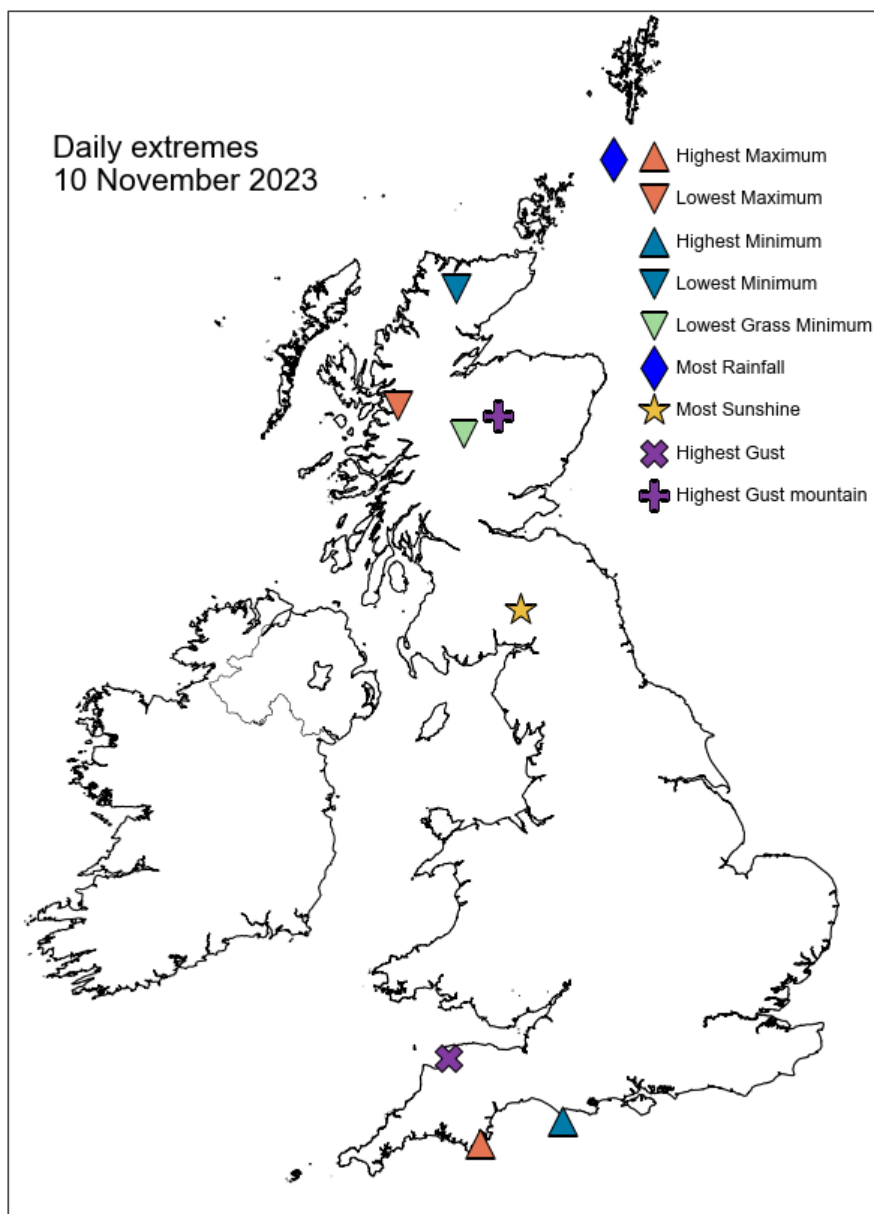 Daily extremes
10 November 2023
Highest Maximum
Lowest Maximum
Highest Minimum
Lowest Minimum
Lowest Grass Minimum
Most Rainfall
Most Sunshine
Highest Gust
Highest Gust mountain